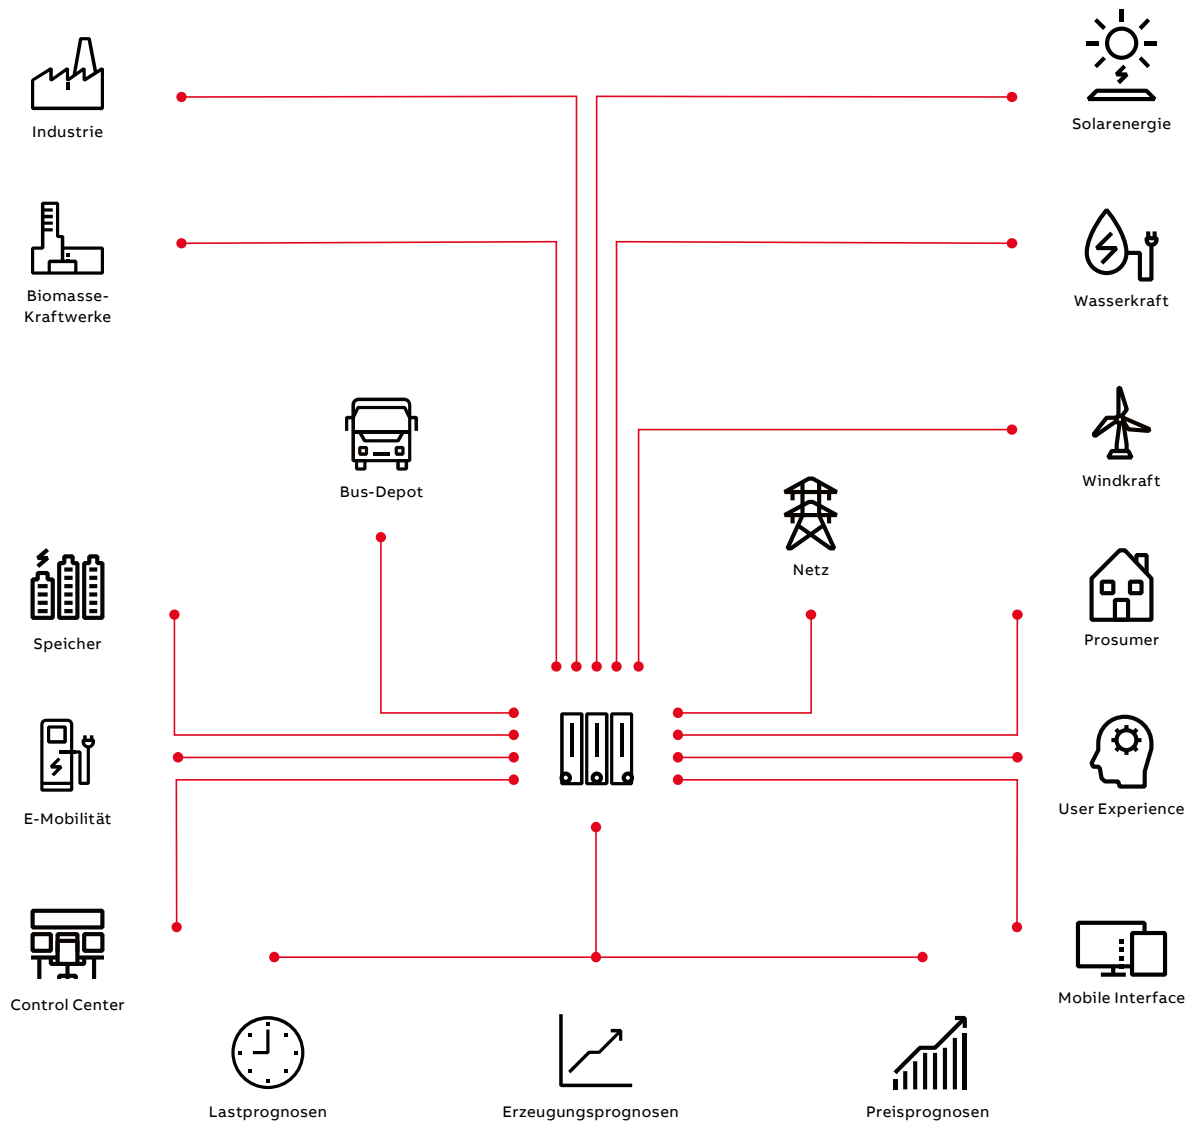 Industrie
Solarenergie
Biomasse-
Kraftwerke
Wasserkraft
Windkraft
Bus-Depot
Netz
Speicher
Prosumer
E-Mobilität
User Experience
Control Center
Mobile Interface
Lastprognosen
Erzeugungsprognosen
Preisprognosen